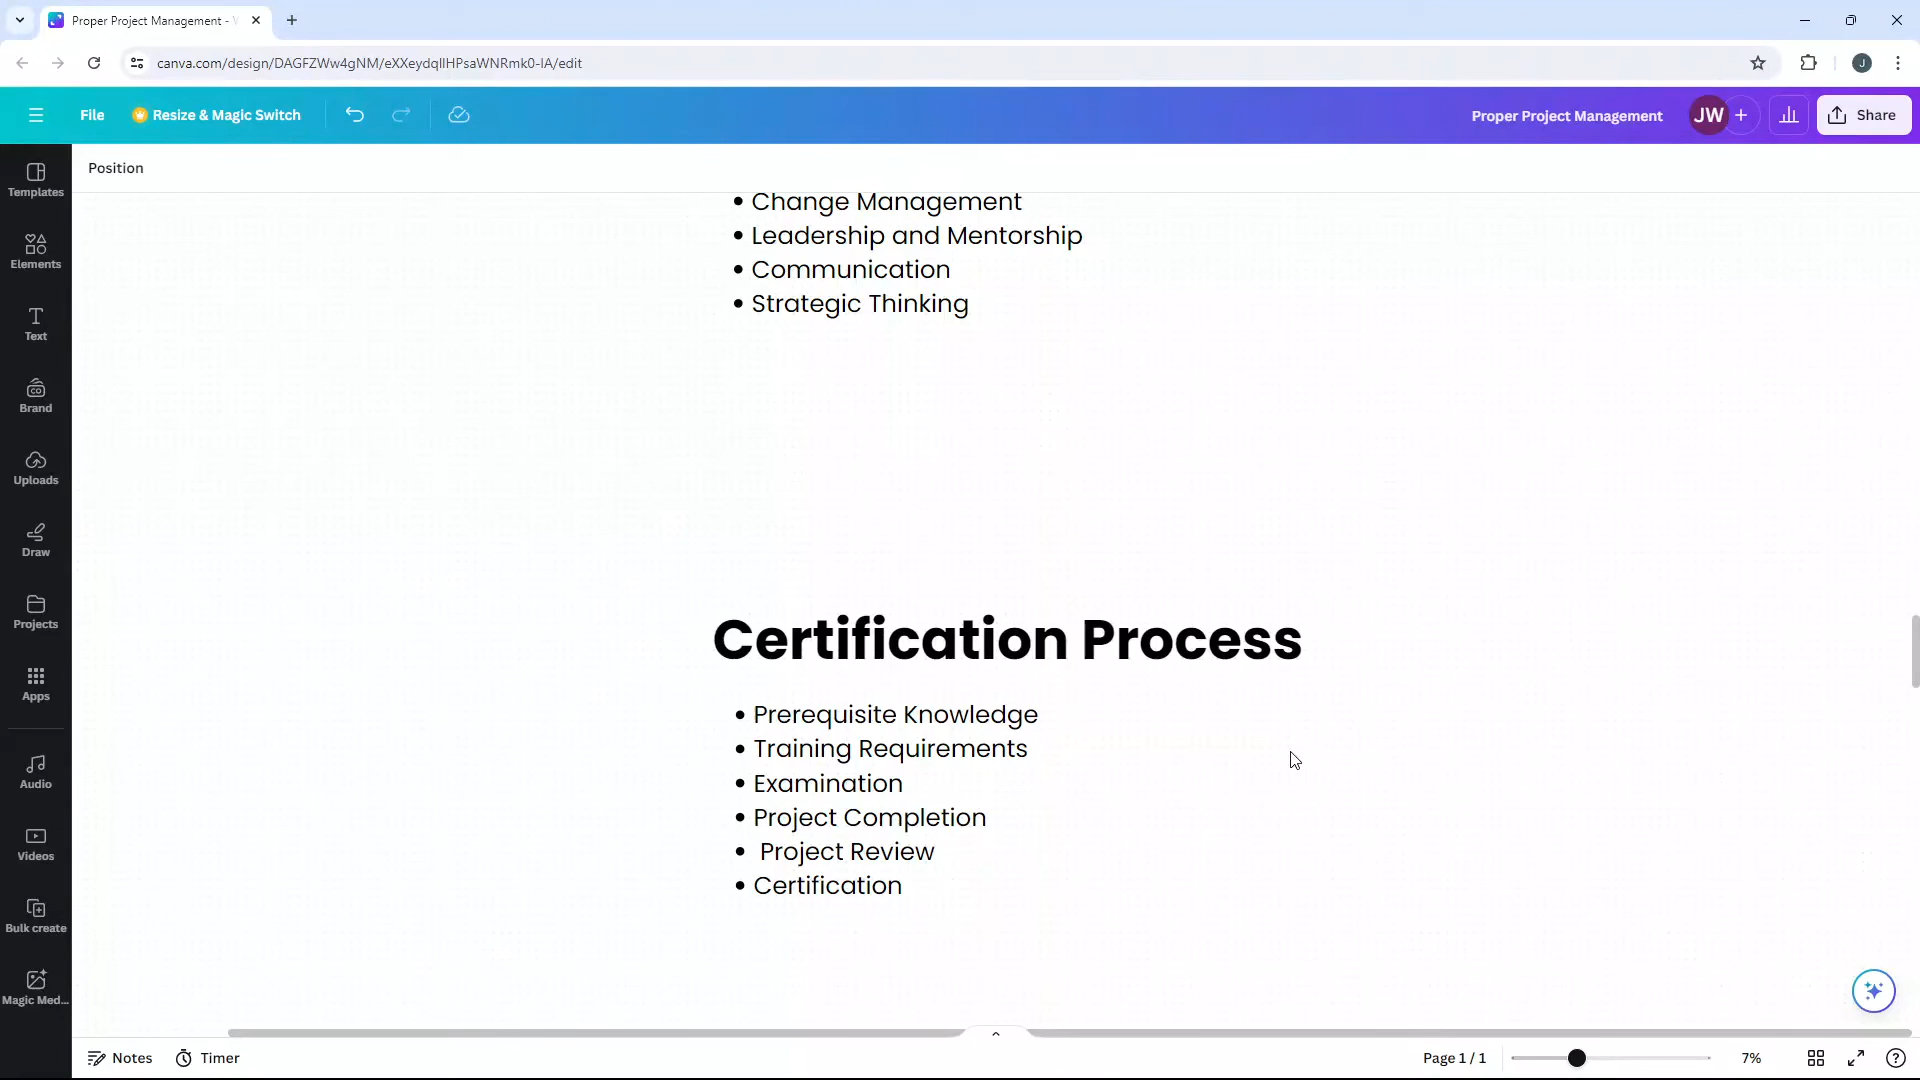 Proper Project Management - W
canva.com/design/DAGFZWw4gNM/eXXeydqIlHPsaWNRmk0-lA/edit
J
File
Resize & Magic Switch
Proper Project Management
JW
Share
Position
Templates
Elements
Text
Brand
Uploads
Draw
Projects
Apps
Audio
Videos
Bulk create
Magic Med...
• Change Management
• Leadership and Mentorship
• Communication
• Strategic Thinking
Certification Process
• Prerequisite Knowledge
• Training Requirements
• Examination
• Project Completion
• Project Review
• Certification
Notes
Timer
Page 1 / 1
7%